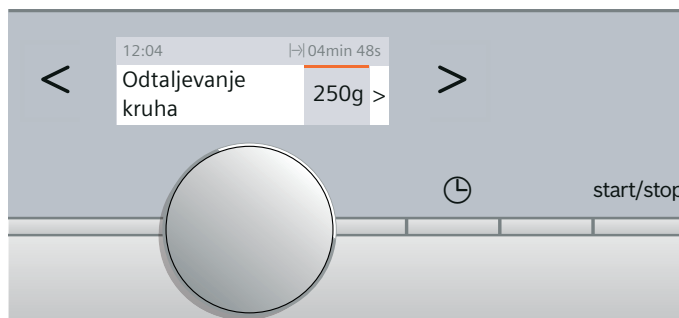 12:04 04min 48s
< Odtaljevanje kruha 250g > >
start/stop